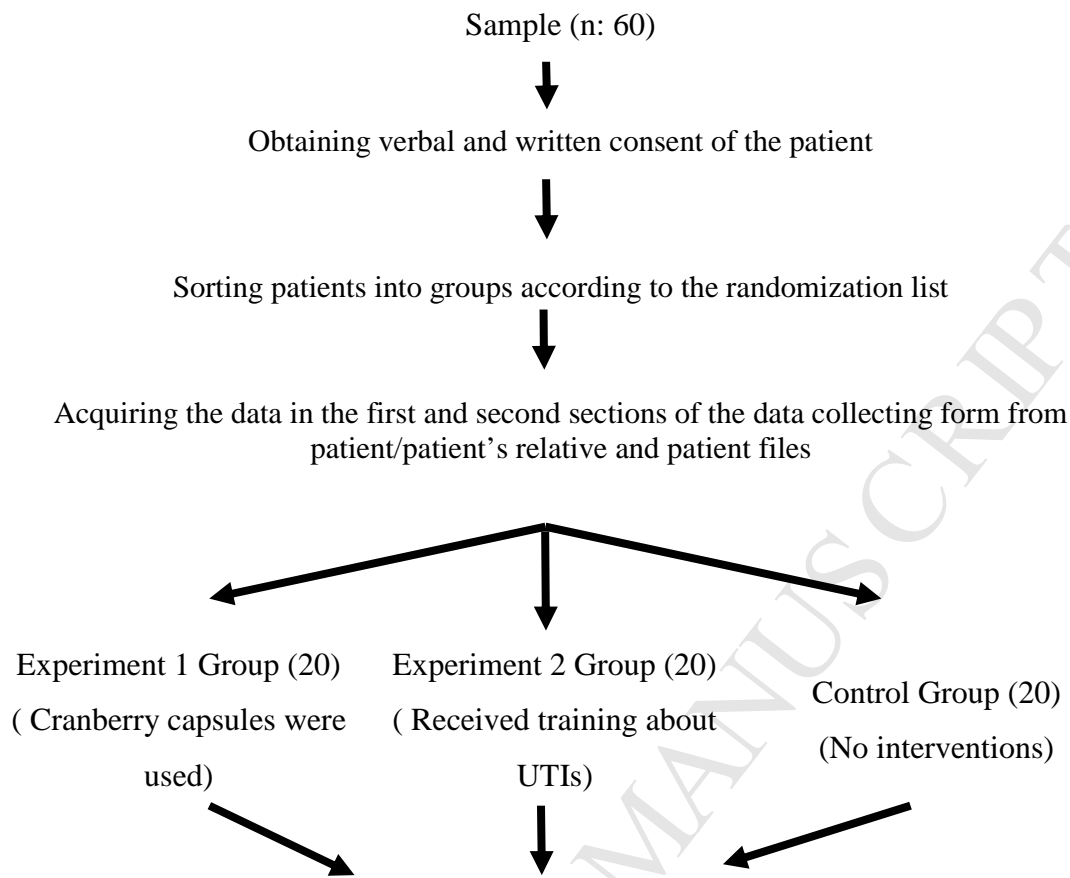 Sample (n: 60)
Obtaining verbal and written consent of the patient
Sorting patients into groups according to the randomization list
Acquiring the data in the first and second sections of the data collecting form from
patient/patient’s relative and patient files
Experiment 1 Group (20)
( Cranberry capsules were
used)
Experiment 2 Group (20)
( Received training about
UTIs)
Control Group (20)
(No interventions)
MANUSCRIPT